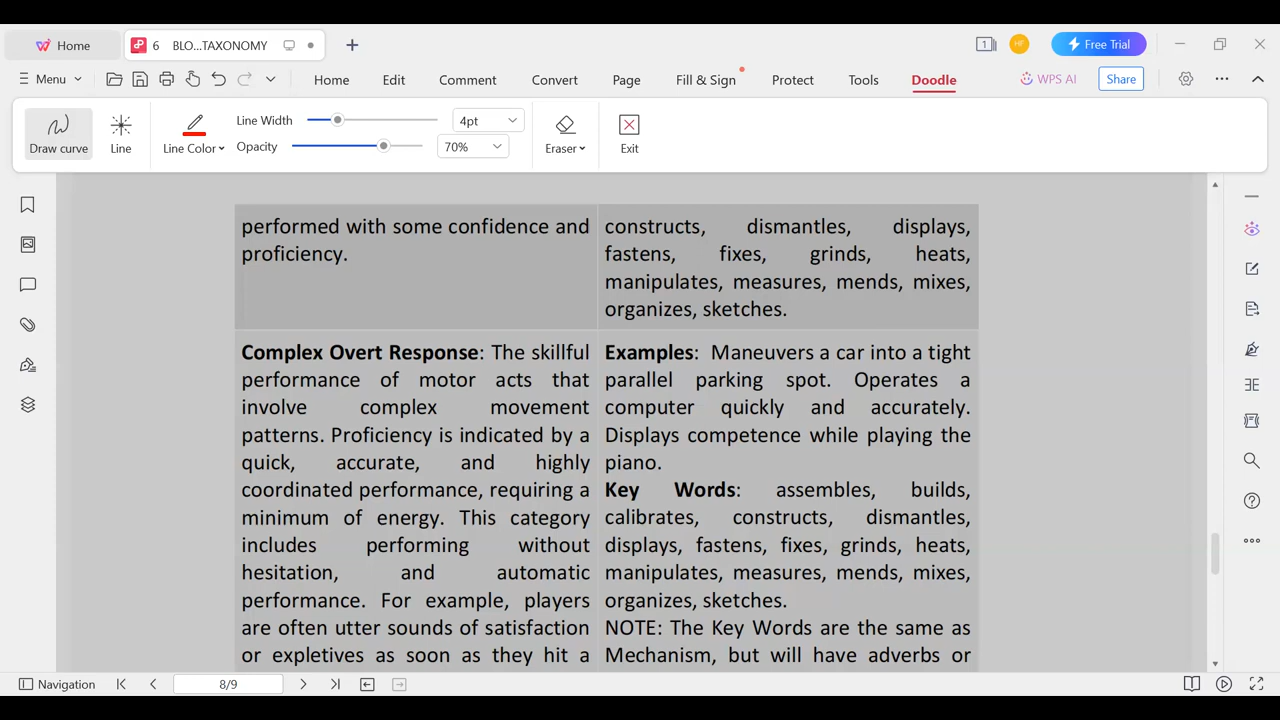 Home
6 BLO...TAXONOMY
1
HF
Free Trial
Menu
Home Edit Comment Convert Page Fill & Sign Protect Tools Doodle
WPS AI
Share
Draw curve
Line
Line Color
Line Width
4pt
Opacity
70%
Eraser
Exit
performed with some confidence and
proficiency.
constructs, dismantles, displays,
fastens, fixes, grinds, heats,
manipulates, measures, mends, mixes,
organizes, sketches.
Complex Overt Response: The skillful
performance of motor acts that
involve complex movement
patterns. Proficiency is indicated by a
quick, accurate, and highly
coordinated performance, requiring a
minimum of energy. This category
includes performing without
hesitation, and automatic
performance. For example, players
are often utter sounds of satisfaction
or expletives as soon as they hit a
Examples: Maneuvers a car into a tight
parallel parking spot. Operates a
computer quickly and accurately.
Displays competence while playing the
piano.
Key Words: assembles, builds,
calibrates, constructs, dismantles,
displays, fastens, fixes, grinds, heats,
manipulates, measures, mends, mixes,
organizes, sketches.
NOTE: The Key Words are the same as
Mechanism, but will have adverbs or
Navigation
8/9